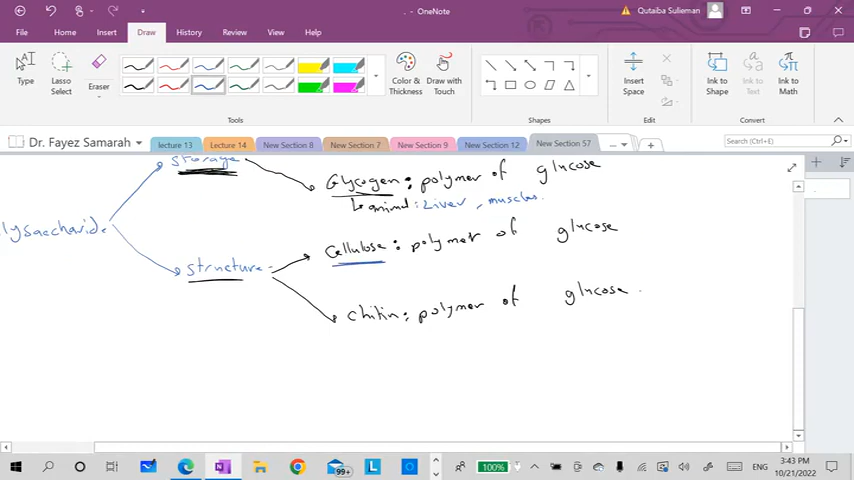 . - OneNote
Qutaiba Sulieman
File Home Insert Draw History Review View Help
Type
Lasso Select
Eraser
Color & Thickness
Draw with Touch
Insert Space
Ink to Shape
Ink to Text
Ink to Math
Tools Shapes Edit Convert
Dr. Fayez Samarah
lecture 13
Lecture 14
New Section 8
New Section 7
New Section 9
New Section 12
New Section 57
Search (Ctrl+E)
storage
Glycogen: polymer of glucose
animal: Liver, muscles.
lysaccharide
Cellulose: polymer of glucose
structure
chitin: polymer of glucose.
99+
L
100%
ENG
3:43 PM
10/21/2022